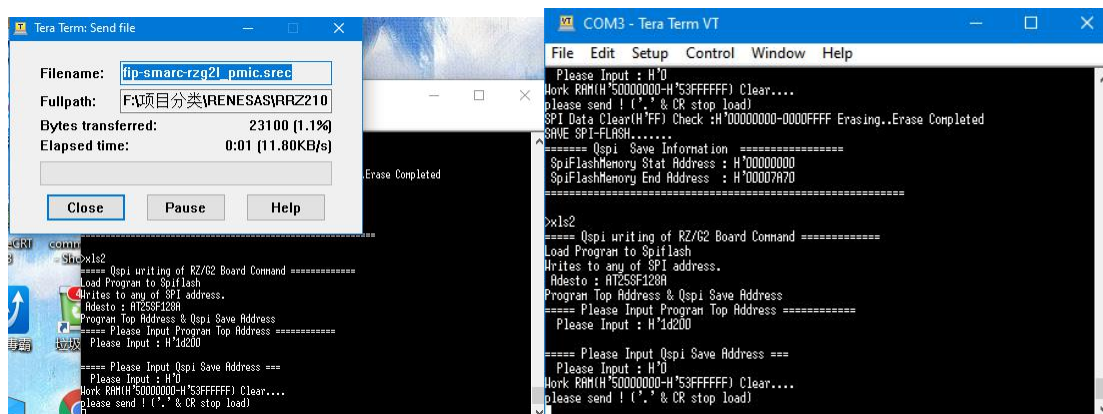 Tera Term: Send file
Filename: fip-smarc-rzg2l_pmic.srec
Fullpath: F:\项目分类\RENESAS\RRZ210
Bytes transferred: 23100 (1.1%)
Elapsed time: 0:01 (11.80KB/s)
Close Pause Help
.Erase Completed
>xls2
===== Qspi writing of RZ/G2 Board Command =============
Load Program to Spiflash
Writes to any of SPI address.
Adesto : AT25SF128A
Program Top Address & Qspi Save Address
===== Please Input Program Top Address ============
Please Input : H'1d200
===== Please Input Qspi Save Address ===
Please Input : H'0
Work RAM(H'50000000-H'53FFFFFF) Clear....
please send ! ('.' & CR stop load)
COM3 - Tera Term VT
File Edit Setup Control Window Help
Please Input : H'0
Work RAM(H'50000000-H'53FFFFFF) Clear....
please send ! ('.' & CR stop load)
SPI Data Clear(H'FF) Check :H'00000000-0000FFFF Erasing..Erase Completed
SAVE SPI-FLASH.......
======= Qspi  Save Information  =================
SpiFlashMemory Stat Address : H'00000000
SpiFlashMemory End Address  : H'00007A70
===========================================================
>xls2
===== Qspi writing of RZ/G2 Board Command =============
Load Program to Spiflash
Writes to any of SPI address.
Adesto : AT25SF128A
Program Top Address & Qspi Save Address
===== Please Input Program Top Address ============
Please Input : H'1d200
===== Please Input Qspi Save Address ===
Please Input : H'0
Work RAM(H'50000000-H'53FFFFFF) Clear....
please send ! ('.' & CR stop load)